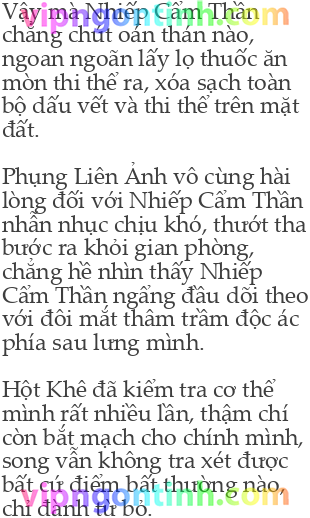 Vậy mà Nhiếp Cẩm Thần
chẳng chút oán thán nào,
ngoan ngoãn lấy lọ thuốc ăn
mòn thi thể ra, xóa sạch toàn
bộ dấu vết và thi thể trên mặt
đất.
Phụng Liên Ảnh vô cùng hài
lòng đối với Nhiếp Cẩm Thần
nhẫn nhục chịu khó, thướt tha
bước ra khỏi gian phòng,
chẳng hề nhìn thấy Nhiếp
Cẩm Thần ngẩng đầu dõi theo
với đôi mắt thâm trầm độc ác
phía sau lưng mình.
Hột Khê đã kiểm tra cơ thể
mình rất nhiều lần, thậm chí
còn bắt mạch cho chính mình,
song vẫn không tra xét được
bất cứ điểm bất thường nào,
chỉ đành từ bỏ.
vipngontinh.com
vipngontinh.com